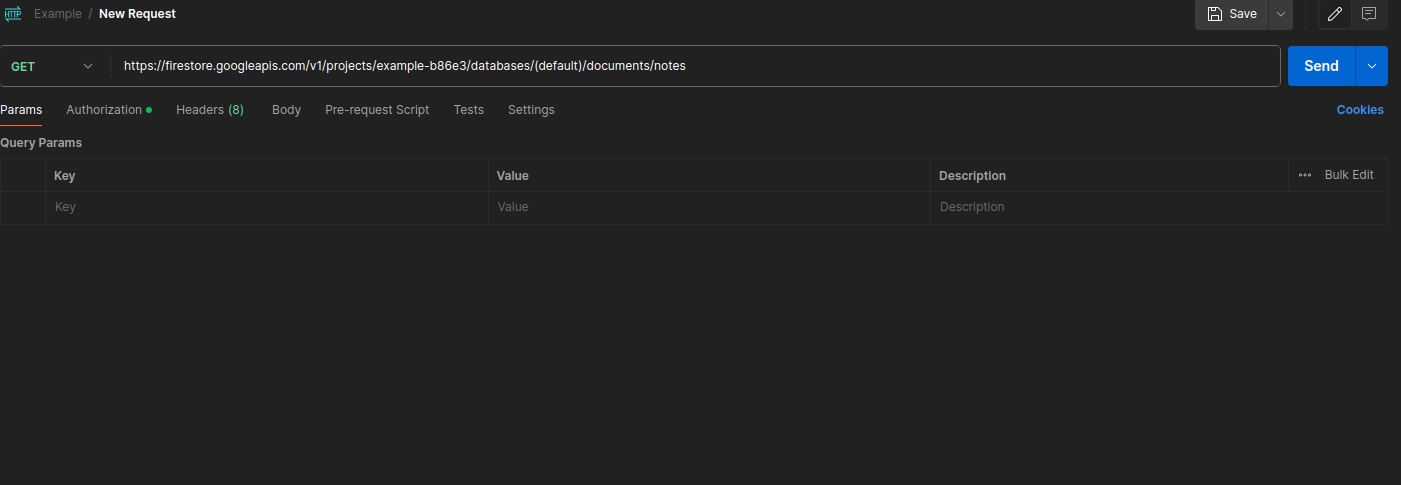 HTTP Example / New Request Save
GET https://firestore.googleapis.com/v1/projects/example-b86e3/databases/(default)/documents/notes Send
Params Authorization Headers (8) Body Pre-request Script Tests Settings Cookies
Query Params
Key Value Description ••• Bulk Edit
Key Value Description